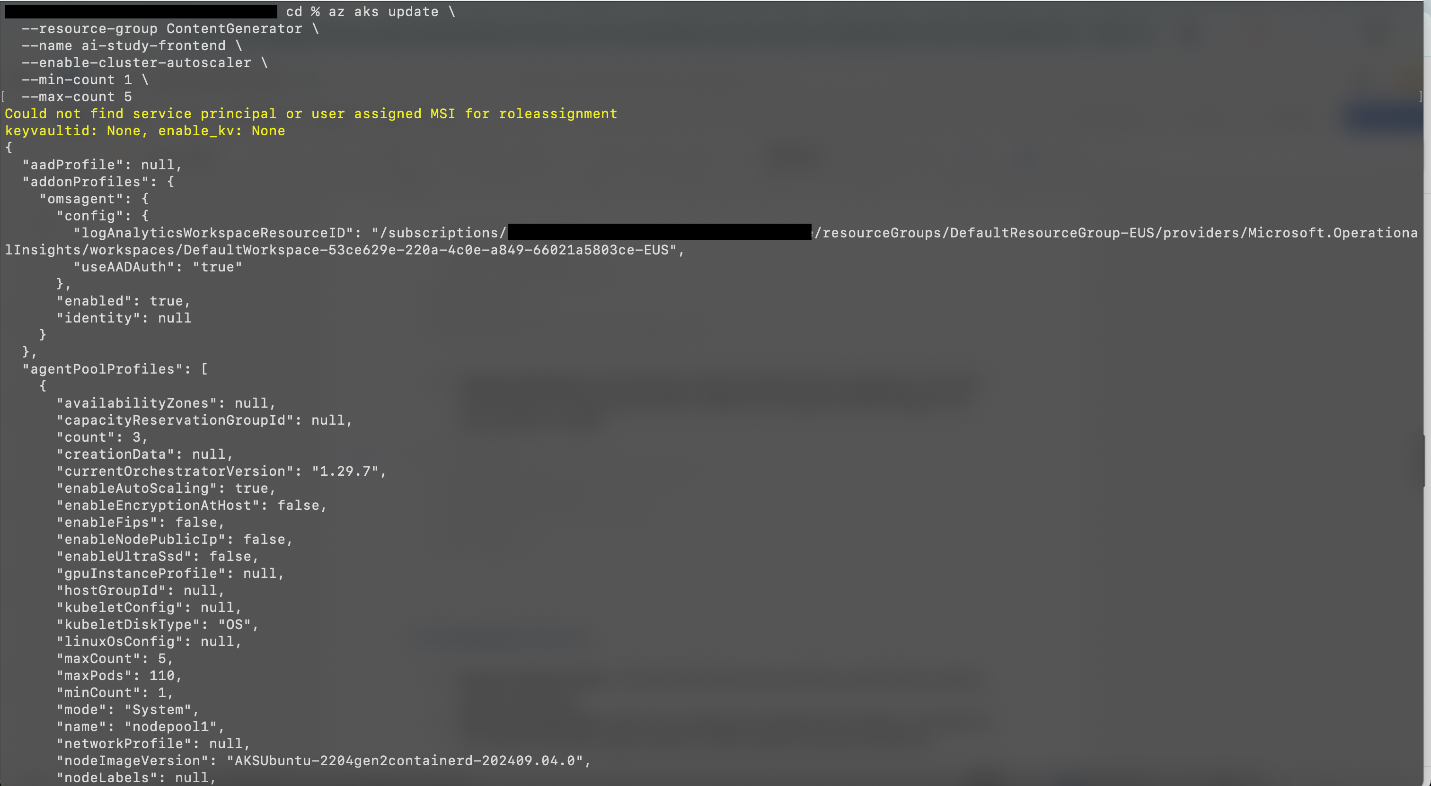 cd % az aks update \
--resource-group ContentGenerator \
--name ai-study-frontend \
--enable-cluster-autoscaler \
--min-count 1 \
[ --max-count 5 ]
Could not find service principal or user assigned MSI for roleassignment
keyvaultid: None, enable_kv: None
{
"aadProfile": null,
"addonProfiles": {
"omsagent": {
"config": {
"logAnalyticsWorkspaceResourceID": "/subscriptions/ /resourceGroups/DefaultResourceGroup-EUS/providers/Microsoft.Operationa
lInsights/workspaces/DefaultWorkspace-53ce629e-220a-4c0e-a849-66021a5803ce-EUS",
"useAADAuth": "true"
},
"enabled": true,
"identity": null
}
},
"agentPoolProfiles": [
{
"availabilityZones": null,
"capacityReservationGroupId": null,
"count": 3,
"creationData": null,
"currentOrchestratorVersion": "1.29.7",
"enableAutoScaling": true,
"enableEncryptionAtHost": false,
"enableFips": false,
"enableNodePublicIp": false,
"enableUltraSsd": false,
"gpuInstanceProfile": null,
"hostGroupId": null,
"kubeletConfig": null,
"kubeletDiskType": "OS",
"linuxOsConfig": null,
"maxCount": 5,
"maxPods": 110,
"minCount": 1,
"mode": "System",
"name": "nodepool1",
"networkProfile": null,
"nodeImageVersion": "AKSUbuntu-2204gen2containerd-202409.04.0",
"nodeLabels": null,